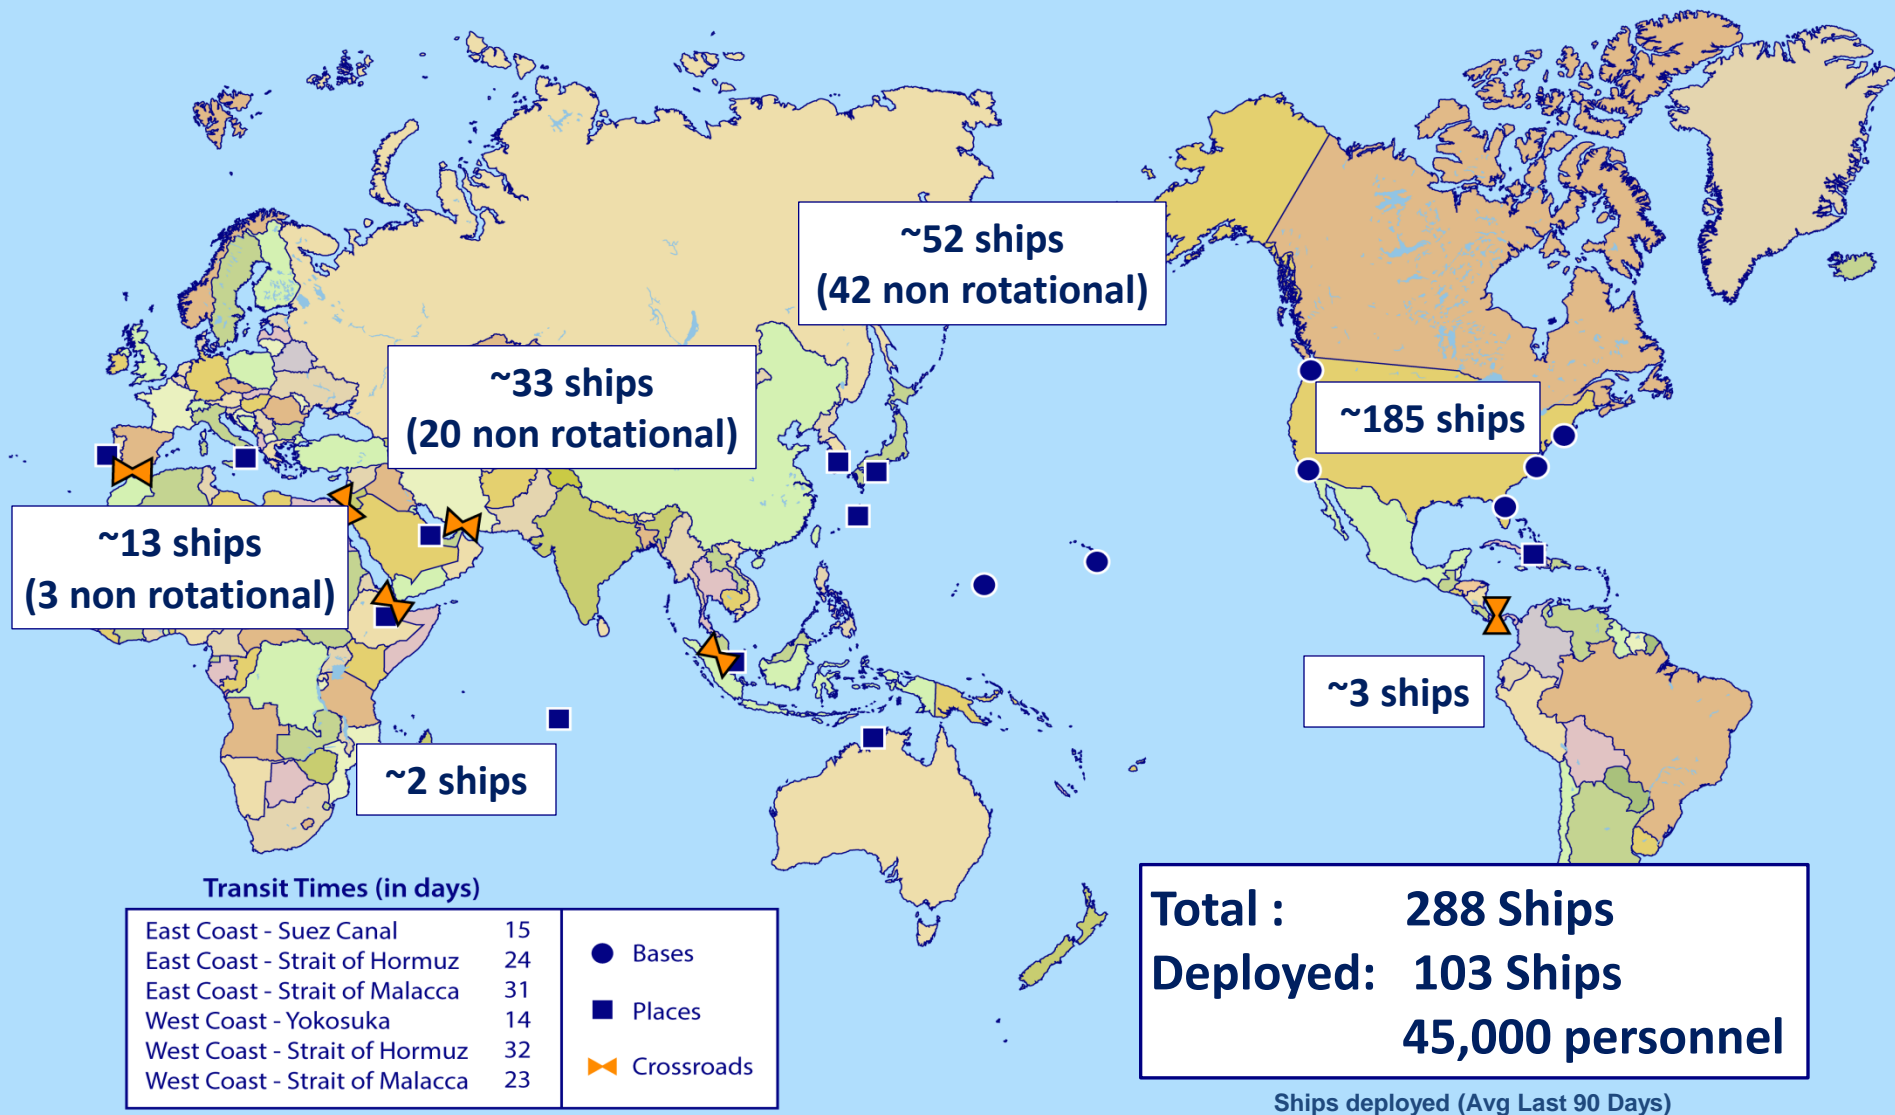 ~52 ships
(42 non rotational)
~33 ships
(20 non rotational)
~185 ships
~13 ships
(3 non rotational)
~3 ships
~2 ships
Transit Times (in days)
East Coast - Suez Canal 15
East Coast - Strait of Hormuz 24
East Coast - Strait of Malacca 31
West Coast - Yokosuka 14
West Coast - Strait of Hormuz 32
West Coast - Strait of Malacca 23
Bases
Places
Crossroads
Total : 288 Ships
Deployed: 103 Ships
45,000 personnel
Ships deployed (Avg Last 90 Days)